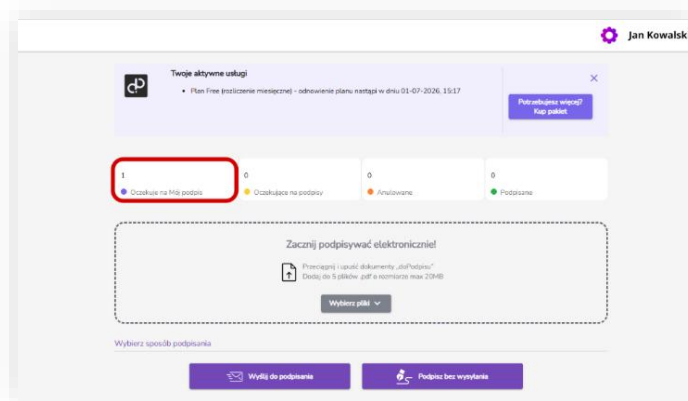 Jan Kowalski
Twoje aktywne usługi
Plan Free (rozliczenie miesięczne) - odnowienie planu nastąpi w dniu 01-07-2026, 15:17
Potrzebujesz więcej?
Kup pakiet
1
0
0
0
Oczekuje na Mój podpis
Oczekujące na podpisy
Anulowane
Podpisane
Zacznij podpisywać elektronicznie!
Przeciągnij i upuść dokumenty „doPodpisu"
Dodaj do 5 plików .pdf o rozmiarze max 20MB
Wybierz pliki
Wybierz sposób podpisania
Wyślij do podpisania
Podpisz bez wysyłania